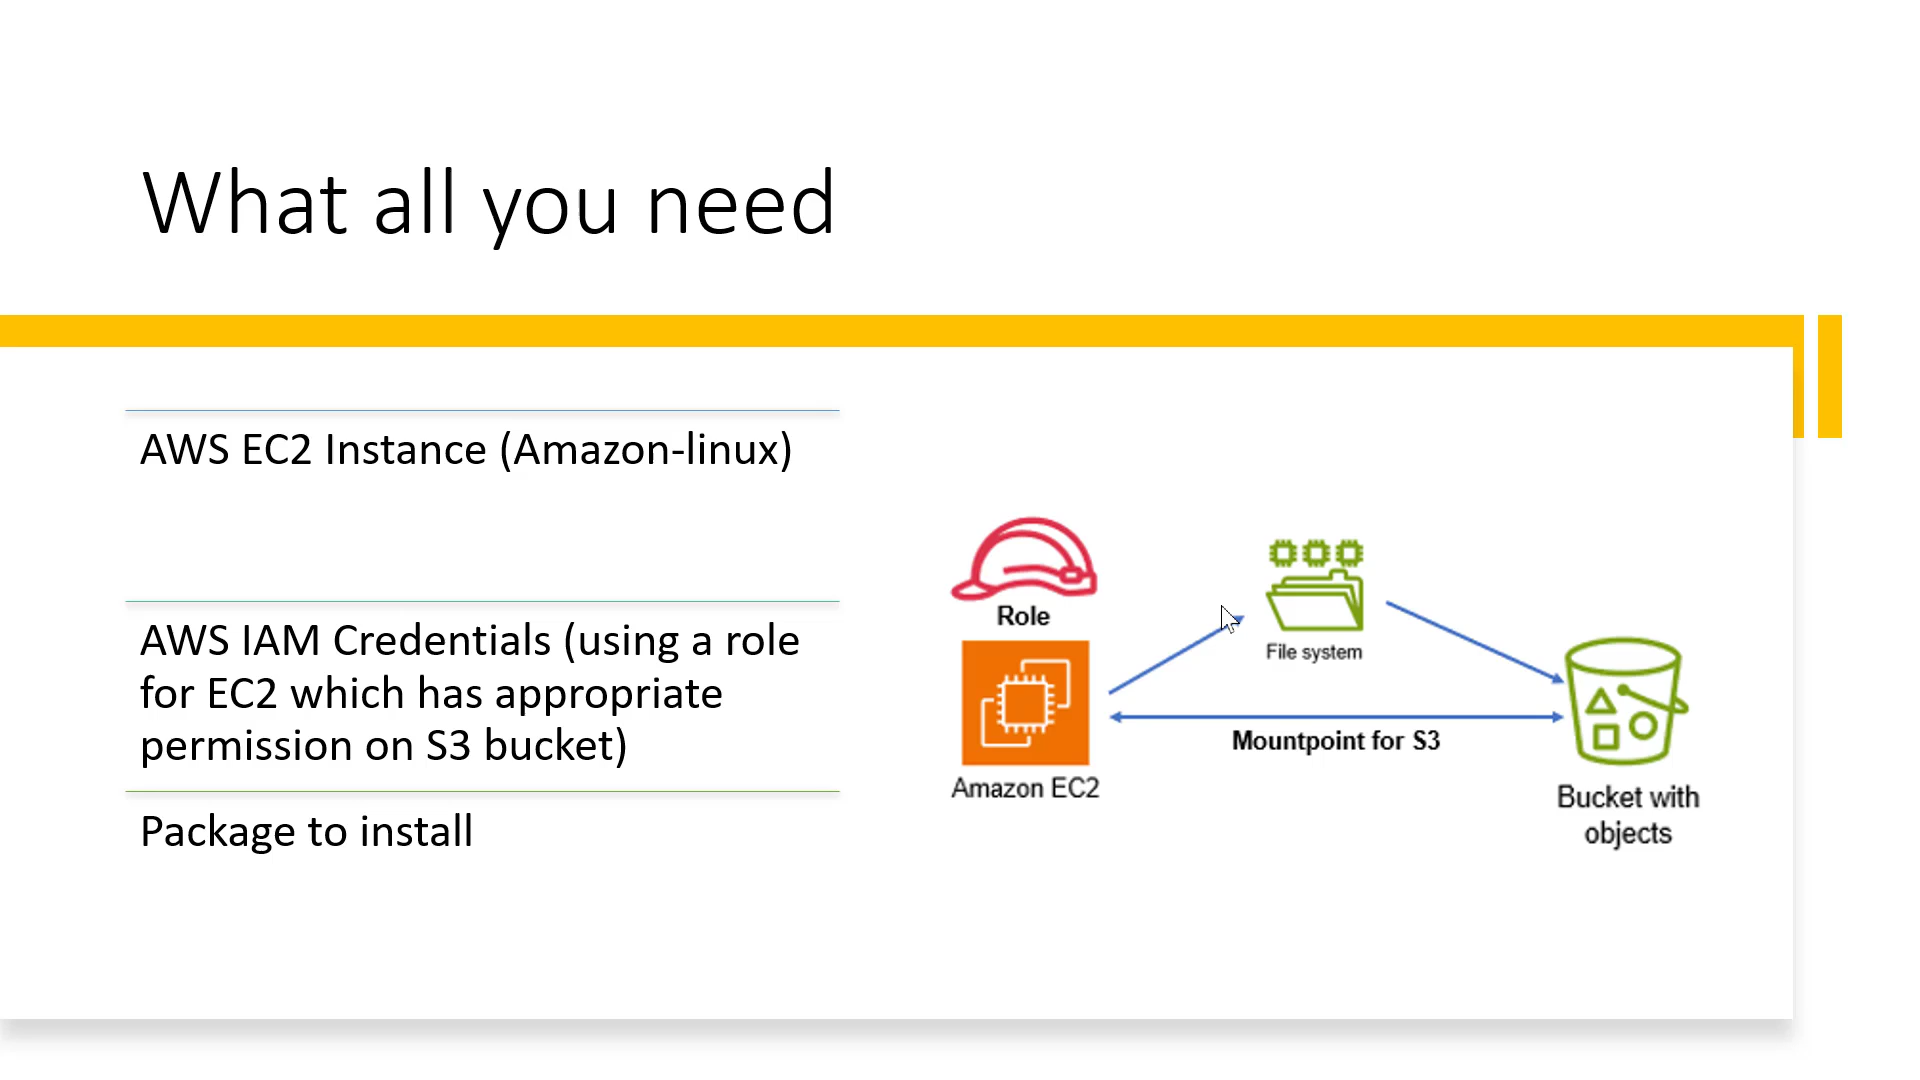 What all you need
AWS EC2 Instance (Amazon-linux)
AWS IAM Credentials (using a role
for EC2 which has appropriate
permission on S3 bucket)
Package to install
Role
Amazon EC2
File system
Mountpoint for S3
Bucket with
objects